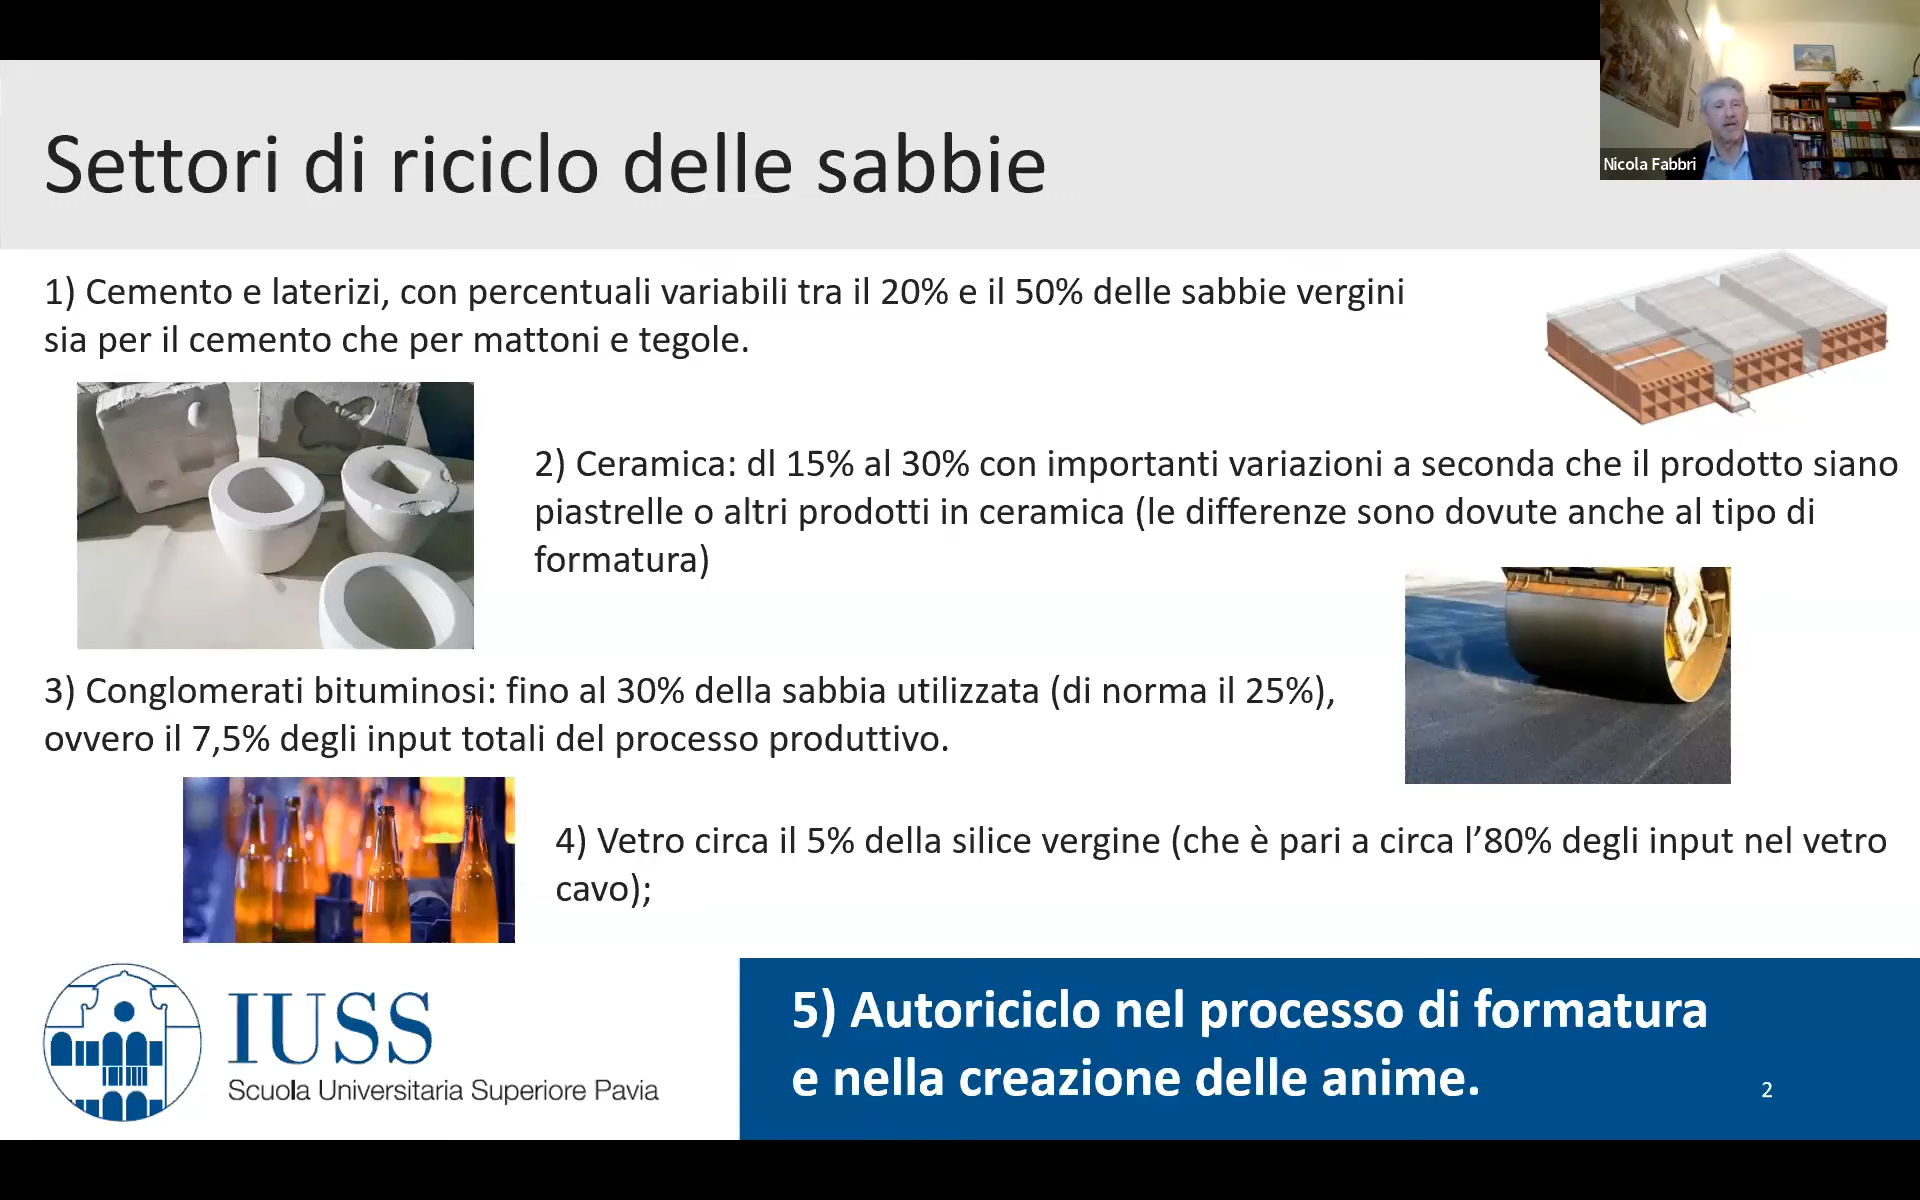 Settori di riciclo delle sabbie
Nicola Fabbri
1) Cemento e laterizi, con percentuali variabili tra il 20% e il 50% delle sabbie vergini
sia per il cemento che per mattoni e tegole.
2) Ceramica: dl 15% al 30% con importanti variazioni a seconda che il prodotto siano
piastrelle o altri prodotti in ceramica (le differenze sono dovute anche al tipo di
formatura)
3) Conglomerati bituminosi: fino al 30% della sabbia utilizzata (di norma il 25%),
ovvero il 7,5% degli input totali del processo produttivo.
4) Vetro circa il 5% della silice vergine (che è pari a circa l’80% degli input nel vetro
cavo);
IUSS
Scuola Universitaria Superiore Pavia
5) Autoriciclo nel processo di formatura
e nella creazione delle anime.
2